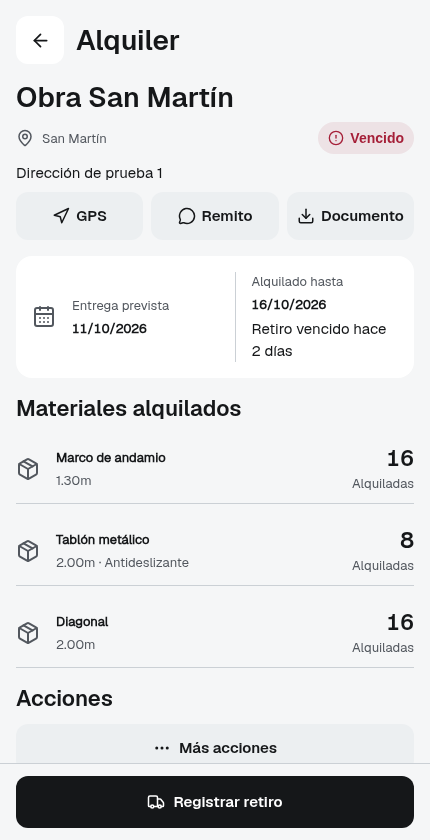 Alquiler
Obra San Martín
San Martín
Vencido
Dirección de prueba 1
GPS
Remito
Documento
Entrega prevista
11/10/2026
Alquilado hasta
16/10/2026
Retiro vencido hace
2 días
Materiales alquilados
Marco de andamio
1.30m
16
Alquiladas
Tablón metálico
2.00m · Antideslizante
8
Alquiladas
Diagonal
2.00m
16
Alquiladas
Acciones
Más acciones
Registrar retiro